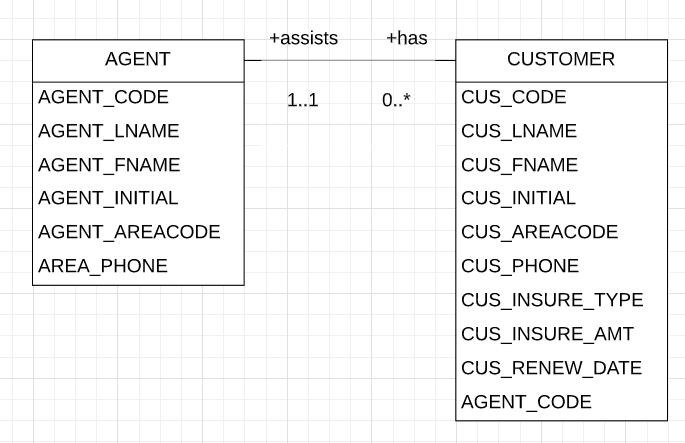 +assists
+has
AGENT
CUSTOMER
1..1
0..*
AGENT_CODE
AGENT_LNAME
AGENT_FNAME
AGENT_INITIAL
AGENT_AREACODE
AREA_PHONE
CUS_CODE
CUS_LNAME
CUS_FNAME
CUS_INITIAL
CUS_AREACODE
CUS_PHONE
CUS_INSURE_TYPE
CUS_INSURE_AMT
CUS_RENEW_DATE
AGENT_CODE